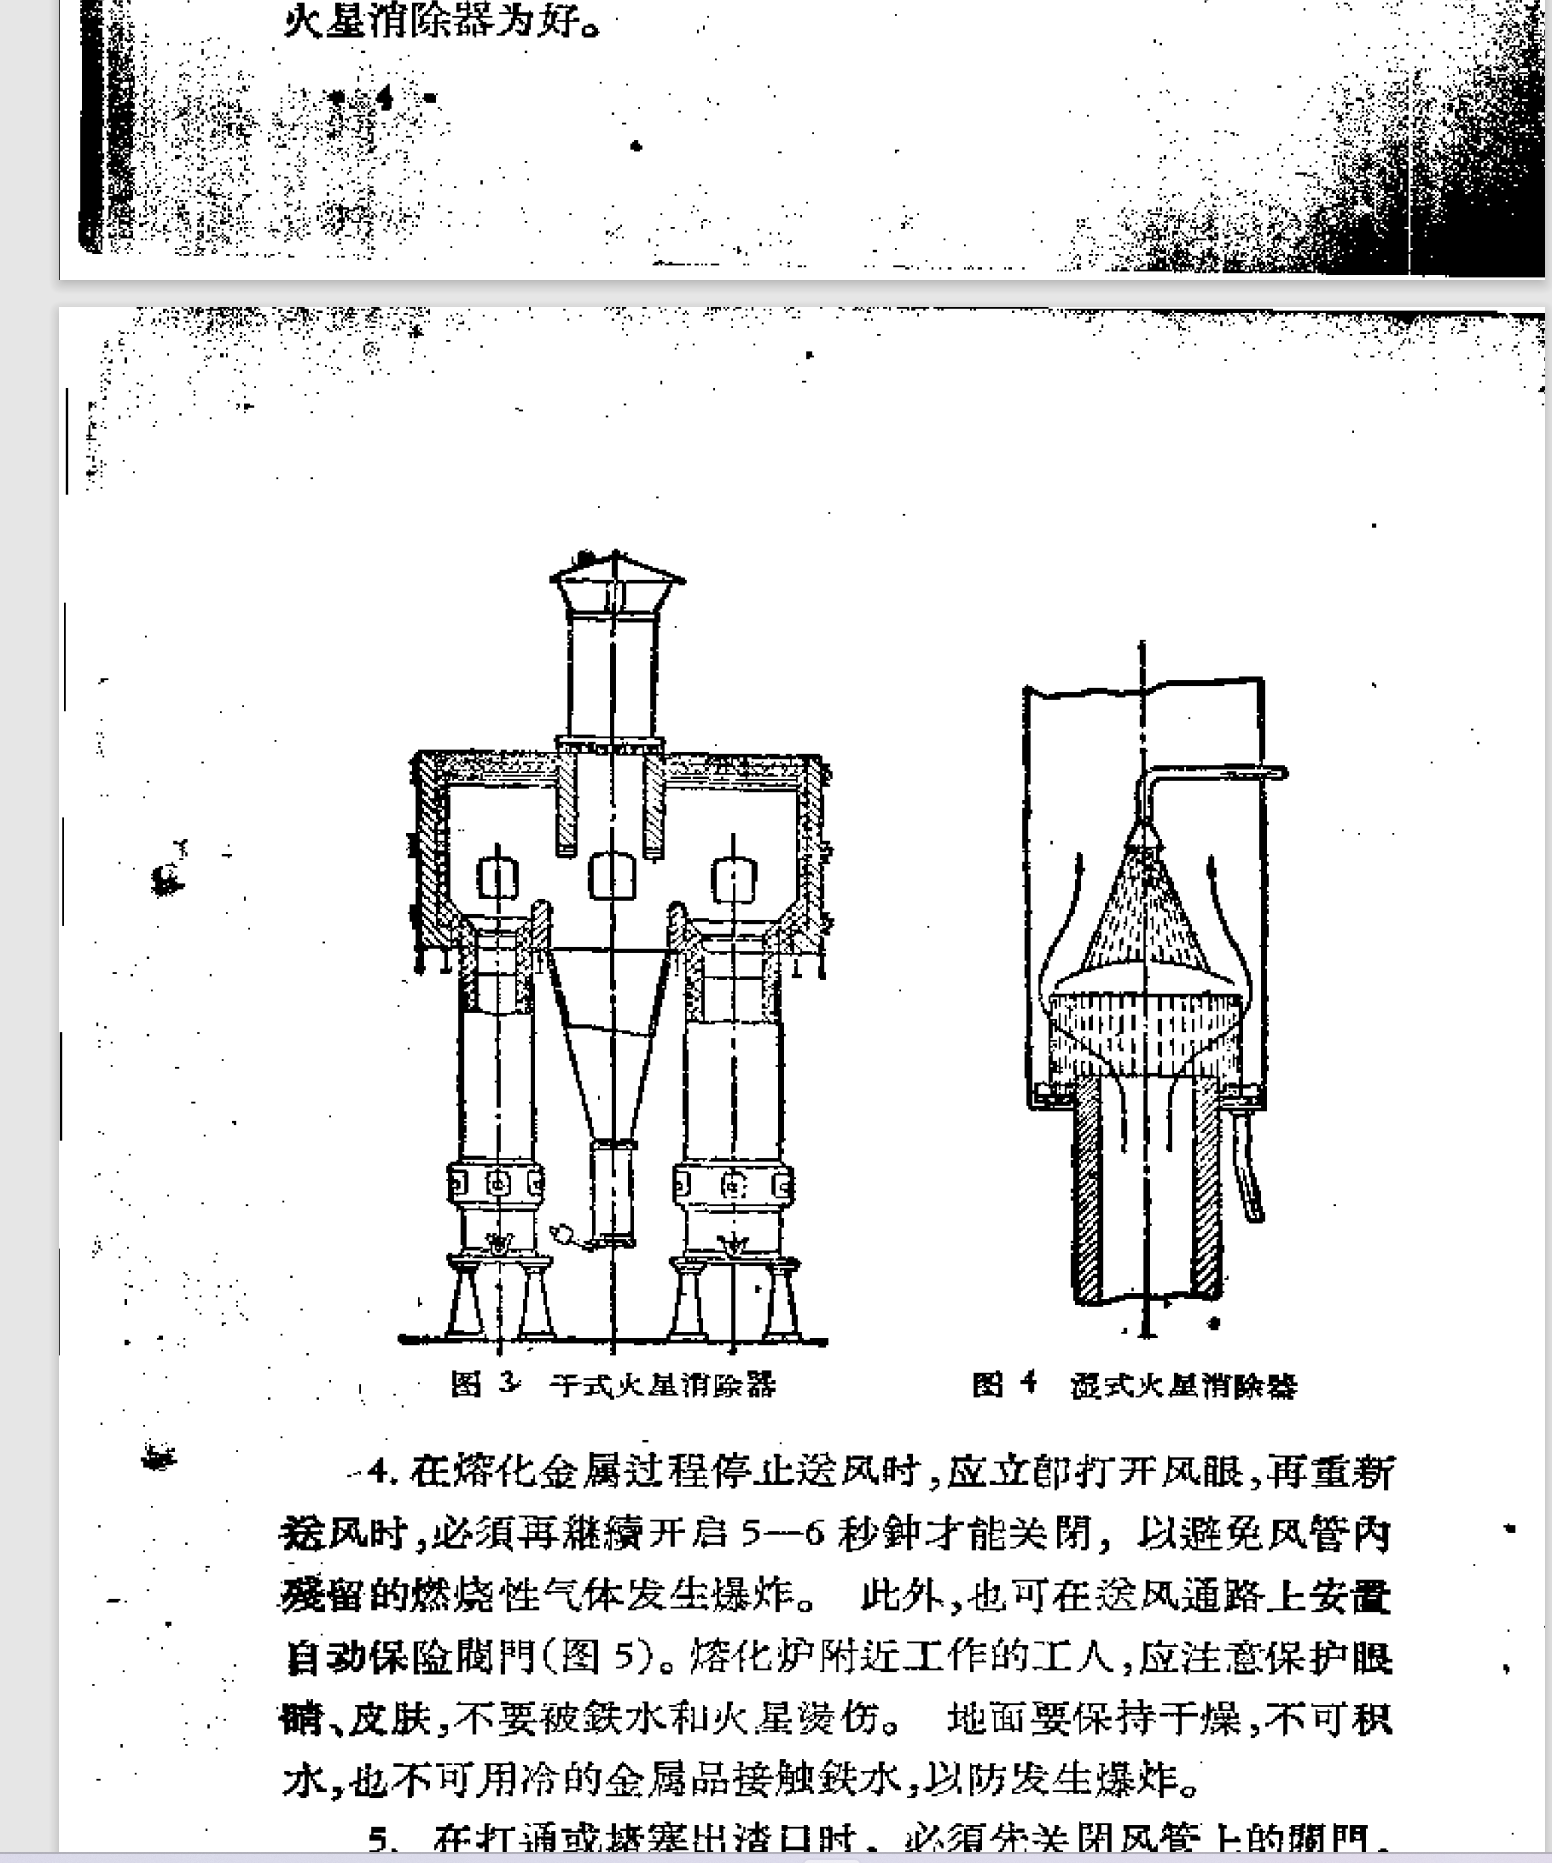 火星消除器为好。
• 4 •
图 3 干式火星消除器
图 4 湿式火星消除器
4. 在熔化金属过程停止送风时,应立卽打开风眼,再重新
送风时,必須再継續开启 5—6 秒鈡才能关閉, 以避免风管內
殘留的燃烧性气体发生爆炸。 此外,也可在送风通路上安置
自动保险閥門(图 5)。熔化炉附近工作的工人,应注意保护眼
睛、皮肤,不要被鉄水和火星燙伤。 地面要保持干燥,不可积
水,也不可用冷的金属品接触鉄水,以防发生爆炸。
5. 在打通或堵塞出渣口时, 必須先关閉风管上的閥門,